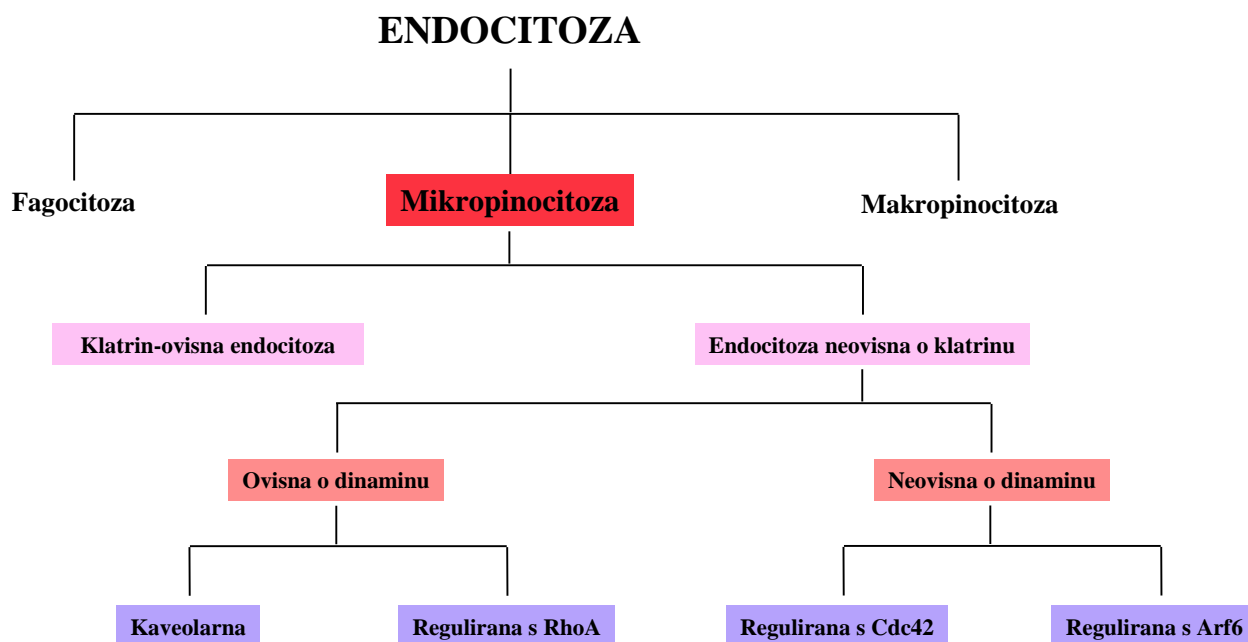 ENDOCITOZA
Fagocitoza
Mikropinocitoza
Makropinocitoza
Klatrin-ovisna endocitoza
Endocitoza neovisna o klatrinu
Ovisna o dinaminu
Neovisna o dinaminu
Kaveolarna
Regulirana s RhoA
Regulirana s Cdc42
Regulirana s Arf6